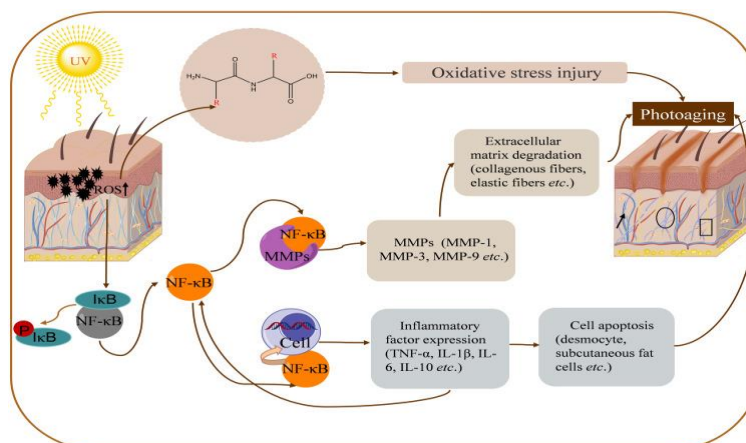 UV
H₂N
R
O
N
H
R
O
OH
Oxidative stress injury
Photoaging
ROS↑
Extracellular
matrix degradation
(collagenous fibers,
elastic fibers etc.)
NF-κB
MMPs
MMPs (MMP-1,
MMP-3, MMP-9 etc.)
IκB
NF-κB
P
IκB
NF-κB
Cell
NF-κB
Inflammatory
factor expression
(TNF-α, IL-1β, IL-
6, IL-10 etc.)
Cell apoptosis
(desmocyte,
subcutaneous fat
cells etc.)